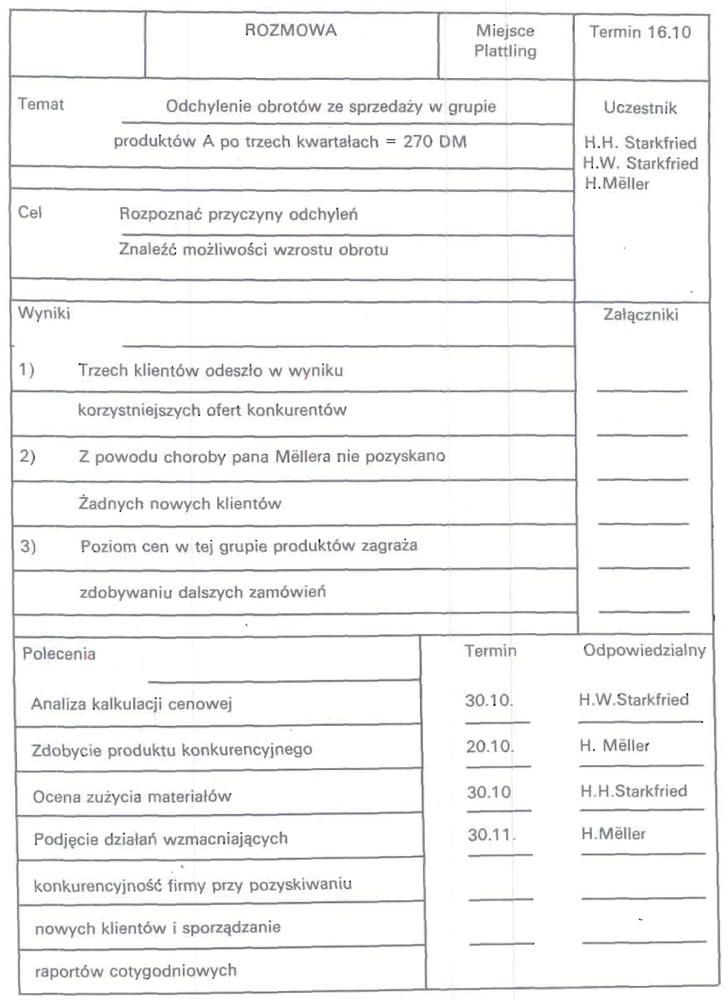 ROZMOWA
Miejsce
Plattling
Termin 16.10
Temat
Odchylenie obrotów ze sprzedaży w grupie
produktów A po trzech kwartałach = 270 DM
Uczestnik
H.H. Starkfried
H.W. Starkfried
H.Mëller
Cel
Rozpoznać przyczyny odchyleń
Znaleźć możliwości wzrostu obrotu
Wyniki
Załączniki
1) Trzech klientów odeszło w wyniku
korzystniejszych ofert konkurentów
2) Z powodu choroby pana Mëllera nie pozyskano
Żadnych nowych klientów
3) Poziom cen w tej grupie produktów zagraża
zdobywaniu dalszych zamówień
Polecenia Termin Odpowiedzialny
Analiza kalkulacji cenowej 30.10. H.W.Starkfried
Zdobycie produktu konkurencyjnego 20.10. H. Mëller
Ocena zużycia materiałów 30.10 H.H.Starkfried
Podjęcie działań wzmacniających 30.11. H.Mëller
konkurencyjność firmy przy pozyskiwaniu
nowych klientów i sporządzanie
raportów cotygodniowych